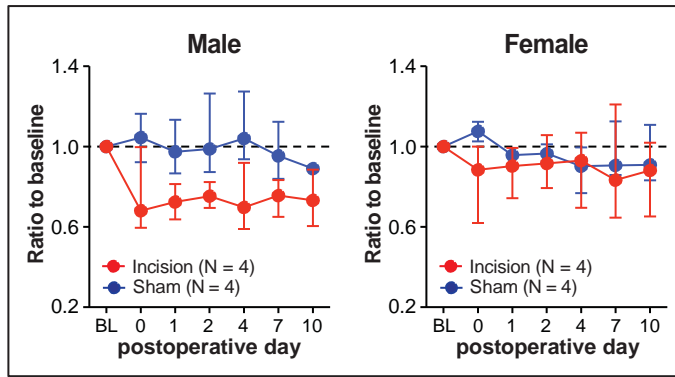 Male
Ratio to baseline
1.4
1.0
0.6
0.2
Incision (N = 4)
Sham (N = 4)
BL 0 1 2 4 7 10
postoperative day
Female
Ratio to baseline
1.4
1.0
0.6
0.2
Incision (N = 4)
Sham (N = 4)
BL 0 1 2 4 7 10
postoperative day